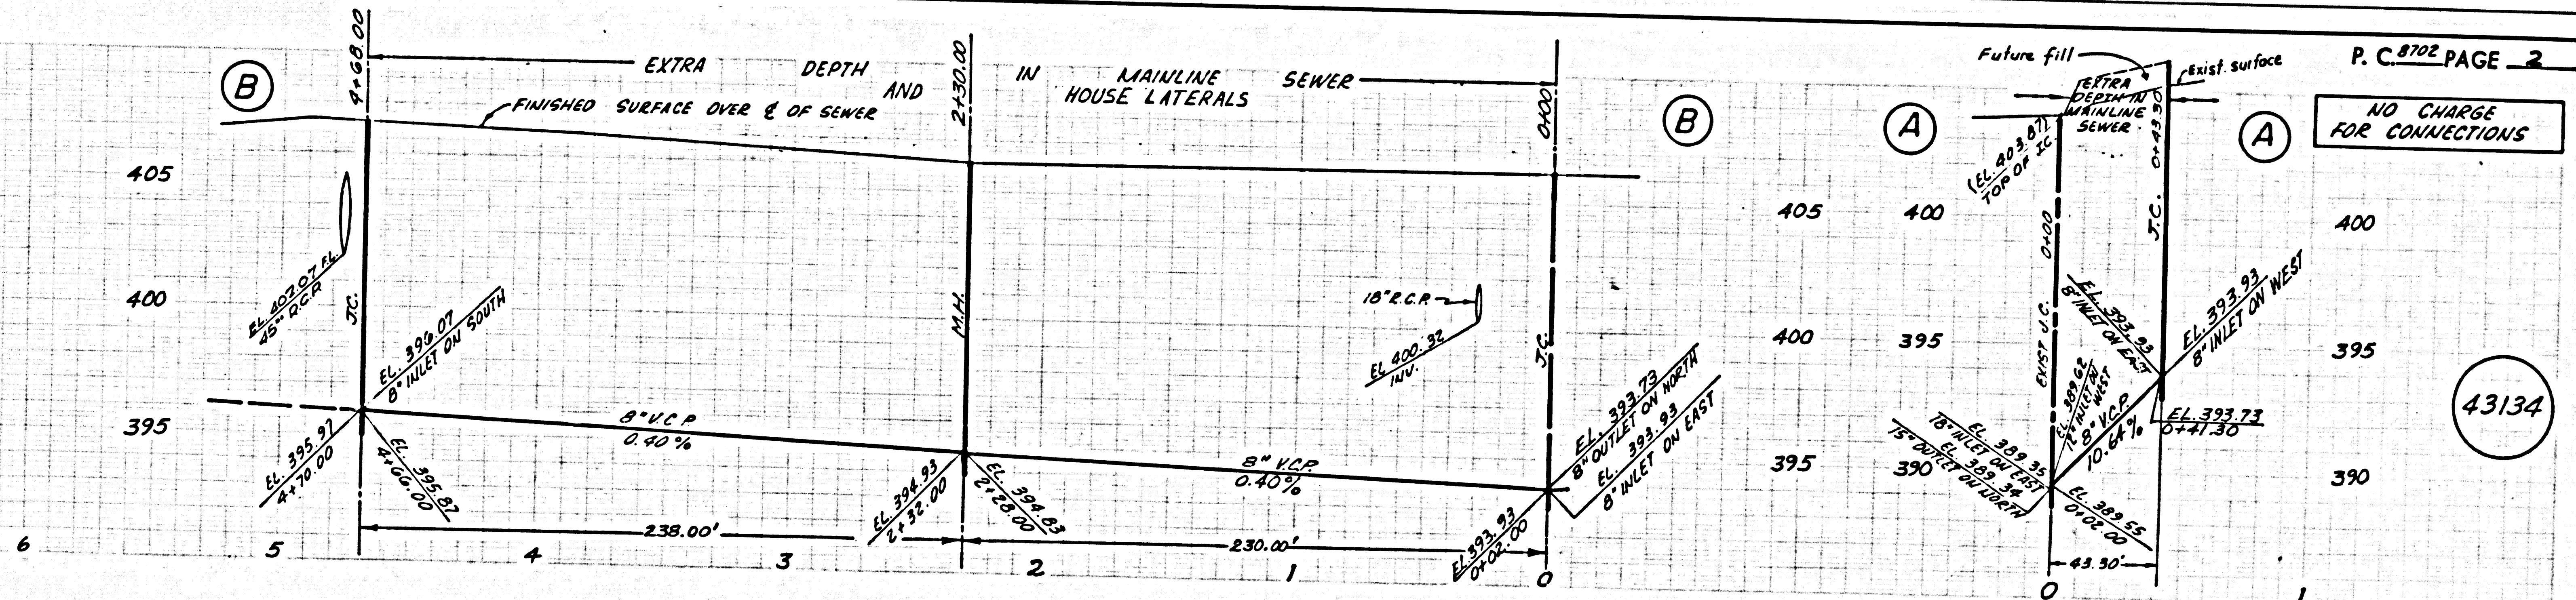 P. C. 8702 PAGE 2
NO CHARGE
FOR CONNECTIONS
43134
B
4+68.00
EXTRA DEPTH IN MAINLINE SEWER
AND HOUSE LATERALS
FINISHED SURFACE OVER ℄ OF SEWER
2+30.00
0+00
B
405
400
395
EL. 402.07 F.L.
45" R.C.P.
J.C.
EL. 396.07
8" INLET ON SOUTH
8" V.C.P.
0.40%
EL. 395.97
4+70.00
EL. 395.87
4+66.00
238.00'
M.H.
EL. 394.93
2+32.00
EL. 394.83
2+28.00
18" R.C.P.
EL 400.32
INV.
8" V.C.P.
0.40%
230.00'
J.C.
EL. 393.73
8" OUTLET ON NORTH
EL. 393.93
8" INLET ON EAST
EL. 393.93
0+02.00
6
5
4
3
2
1
0
405
400
395
A
Future fill
Exist. surface
EXTRA
DEPTH IN
MAINLINE
SEWER
A
(EL. 403.87)
TOP OF J.C.
0+00
EXIST J.C.
J.C. 0+43.30
400
395
390
EL. 393.93
8" INLET ON EAST
EL. 393.93
8" INLET ON WEST
EL. 389.62
12" INLET ON
WEST
8" V.C.P.
10.64%
EL. 393.73
0+41.30
EL. 389.35
18" INLET ON EAST
EL. 389.34
15" OUTLET ON NORTH
EL. 389.55
0+02.00
43.30'
400
395
390
0
1